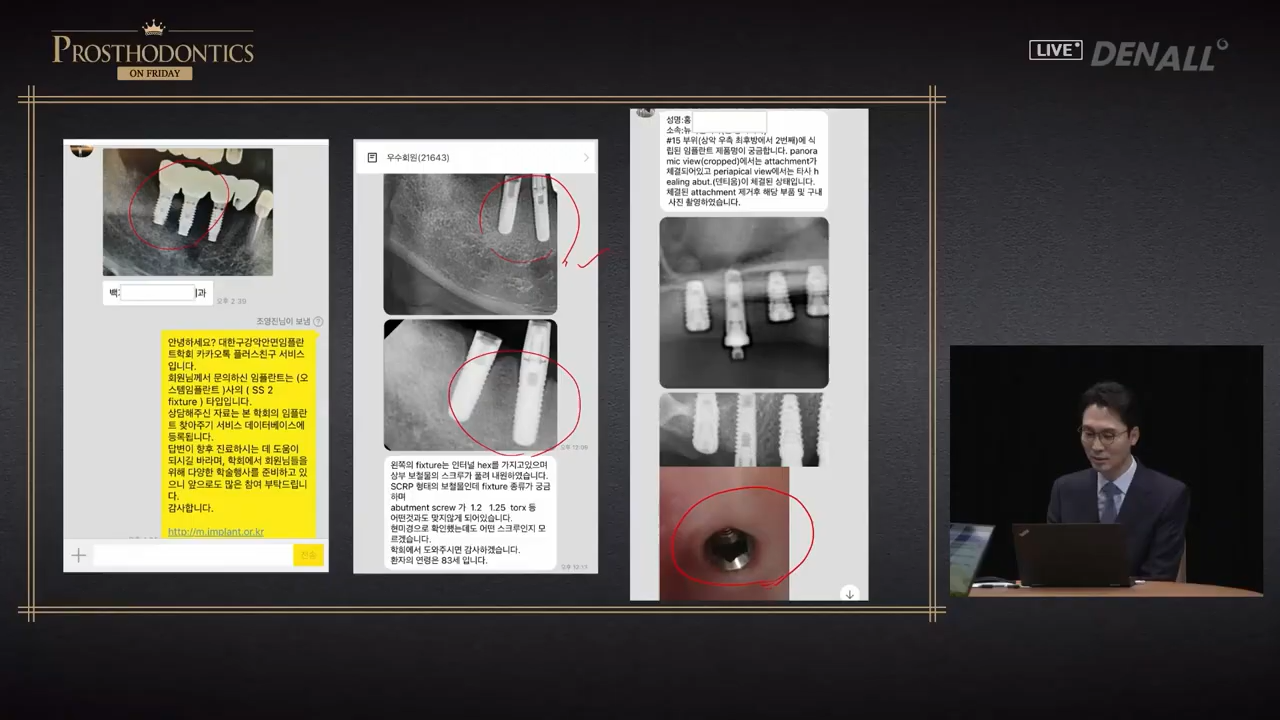 PROSTHODONTICS
ON FRIDAY
LIVE
DENALL
백
과
오후 2:39
조영진님이 보냄
안녕하세요? 대한구강악안면임플란
트학회 카카오톡 플러스친구 서비스
입니다.
회원님께서 문의하신 임플란트는 (오
스템임플란트 )사의 ( SS 2
fixture ) 타입입니다.
상담해주신 자료는 본 학회의 임플란
트 찾아주기 서비스 데이터베이스에
등록됩니다.
답변이 향후 진료하시는 데 도움이
되시길 바라며, 학회에서 회원님들을
위해 다양한 학술행사를 준비하고 있
으니 앞으로도 많은 참여 부탁드립니
다.
감사합니다.
http://m.implant.or.kr
전송
우수회원(21643)
왼쪽의 fixture는 인터널 hex를 가지고있으며
상부 보철물의 스크류가 풀려 내원하였습니다.
SCRP 형태의 보철물인데 fixture 종류가 궁금
하며
abutment screw 가 1.2 1.25 torx 등
어떤것과도 맞지않게 되어있습니다.
현미경으로 확인했는데도 어떤 스크루인지 모
르겠습니다.
학회에서 도와주시면 감사하겠습니다.
환자의 연령은 83세 입니다.
성명:홍
소속:뉴
#15 부위(상악 우측 최후방에서 2번째)에 식
립된 임플란트 제품명이 궁금합니다. panora
mic view(cropped)에서는 attachment가
체결되어있고 periapical view에서는 타사 h
ealing abut.(덴티움)이 체결된 상태입니다.
체결된 attachment 제거후 해당 부품 및 구내
사진 촬영하였습니다.